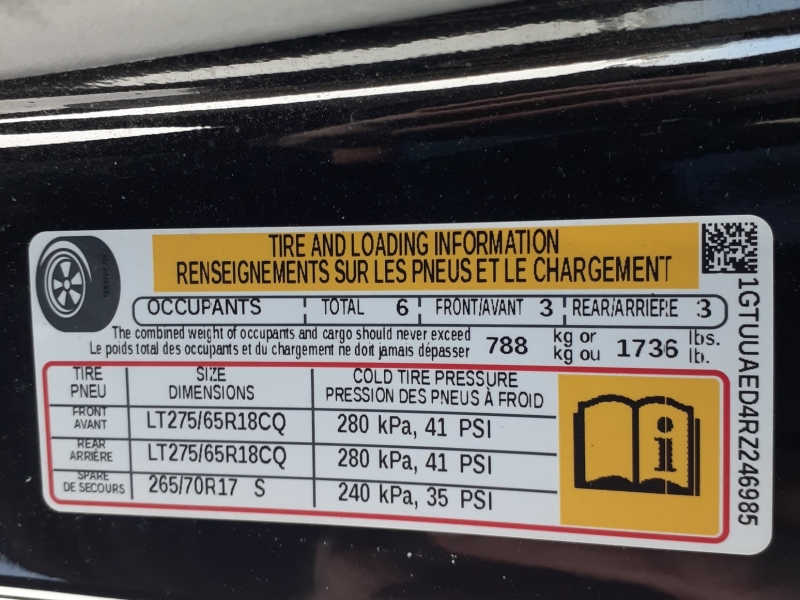 TIRE AND LOADING INFORMATION
RENSEIGNEMENTS SUR LES PNEUS ET LE CHARGEMENT
OCCUPANTS TOTAL 6 FRONT/AVANT 3 REAR/ARRIÈRE 3
The combined weight of occupants and cargo should never exceed 788 kg or 1736 lbs.
Le poids total des occupants et du chargement ne doit jamais dépasser kg ou lb.
TIRE SIZE COLD TIRE PRESSURE
PNEU DIMENSIONS PRESSION DES PNEUS À FROID
FRONT
AVANT LT275/65R18CQ 280 kPa, 41 PSI
REAR
ARRIÈRE LT275/65R18CQ 280 kPa, 41 PSI
SPARE
DE SECOURS 265/70R17 S 240 kPa, 35 PSI
i
1GTUUAED4RZ246985